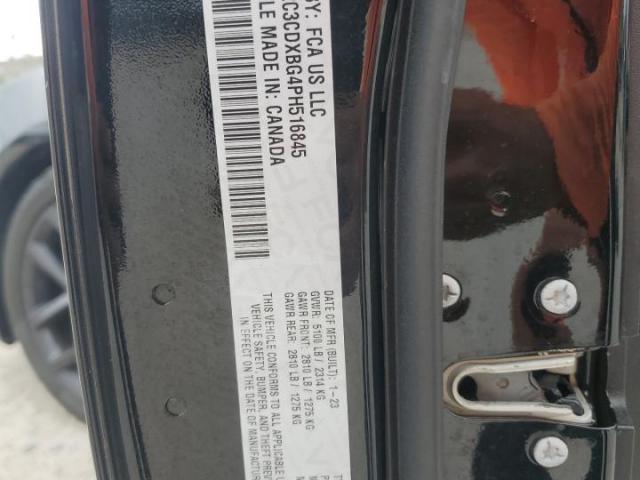 BY: FCA US LLC
C3CDXBG4PH516845
LE MADE IN: CANADA
DATE OF MFR (BUILT): 1-23
GVWR: 5100 LB / 2314 KG
GAWR FRONT: 2810 LB / 1275 KG
GAWR REAR: 2810 LB / 1275 KG
THIS VEHICLE CONFORMS TO ALL APPLICABLE
VEHICLE SAFETY, BUMPER, AND THEFT PREV
IN EFFECT ON THE DATE OF MANUFACTUR